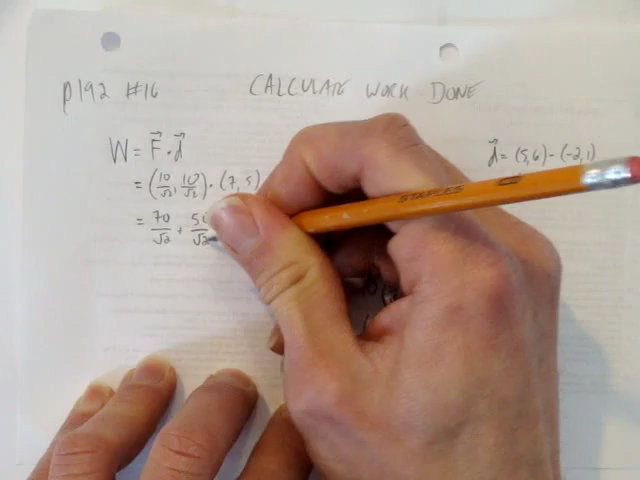 p192 #16 CALCULATE WORK DONE
W = F⃗ · d⃗
d⃗ = (5,6) - (-2,1)
= (10/√2, 10/√2) · (7, 5)
= 70/√2 + 50/√2
STAPLES